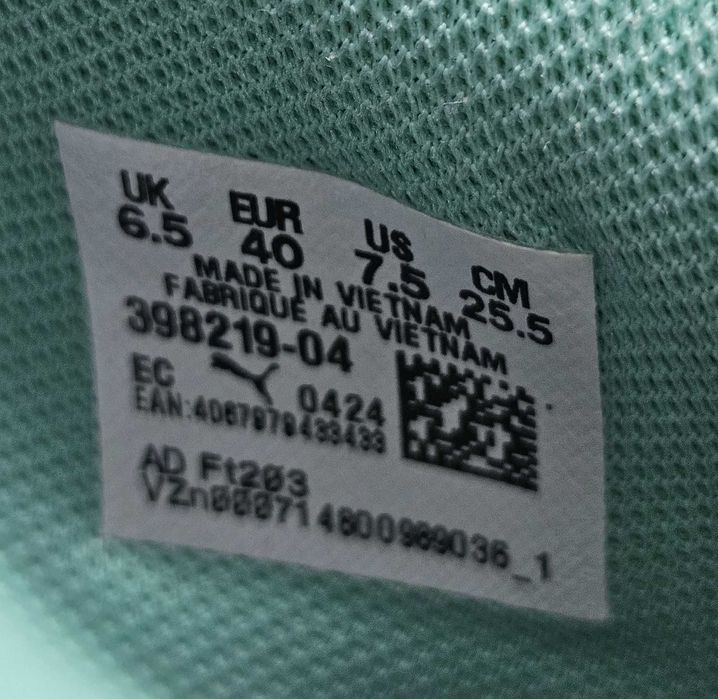 UK EUR US CM
6.5 40 7.5 25.5
MADE IN VIETNAM
FABRIQUE AU VIETNAM
398219-04
EC 0424
EAN:4067979433433
AD Ft203
VZn000714800989036_1